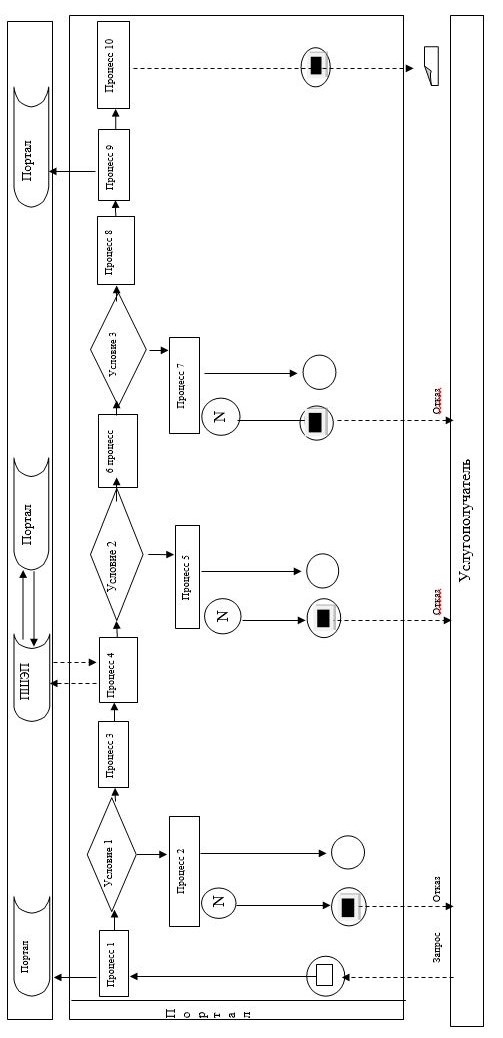 Портал
ПШЭП
Портал
Портал
Портал
Процесс 1
Условие 1
Процесс 3
Процесс 4
Условие 2
6 процесс
Условие 3
Процесс 8
Процесс 9
Процесс 10
Процесс 2
N
Процесс 5
N
Процесс 7
N
Запрос
Отказ
Отказ
Отказ
Услугополучатель